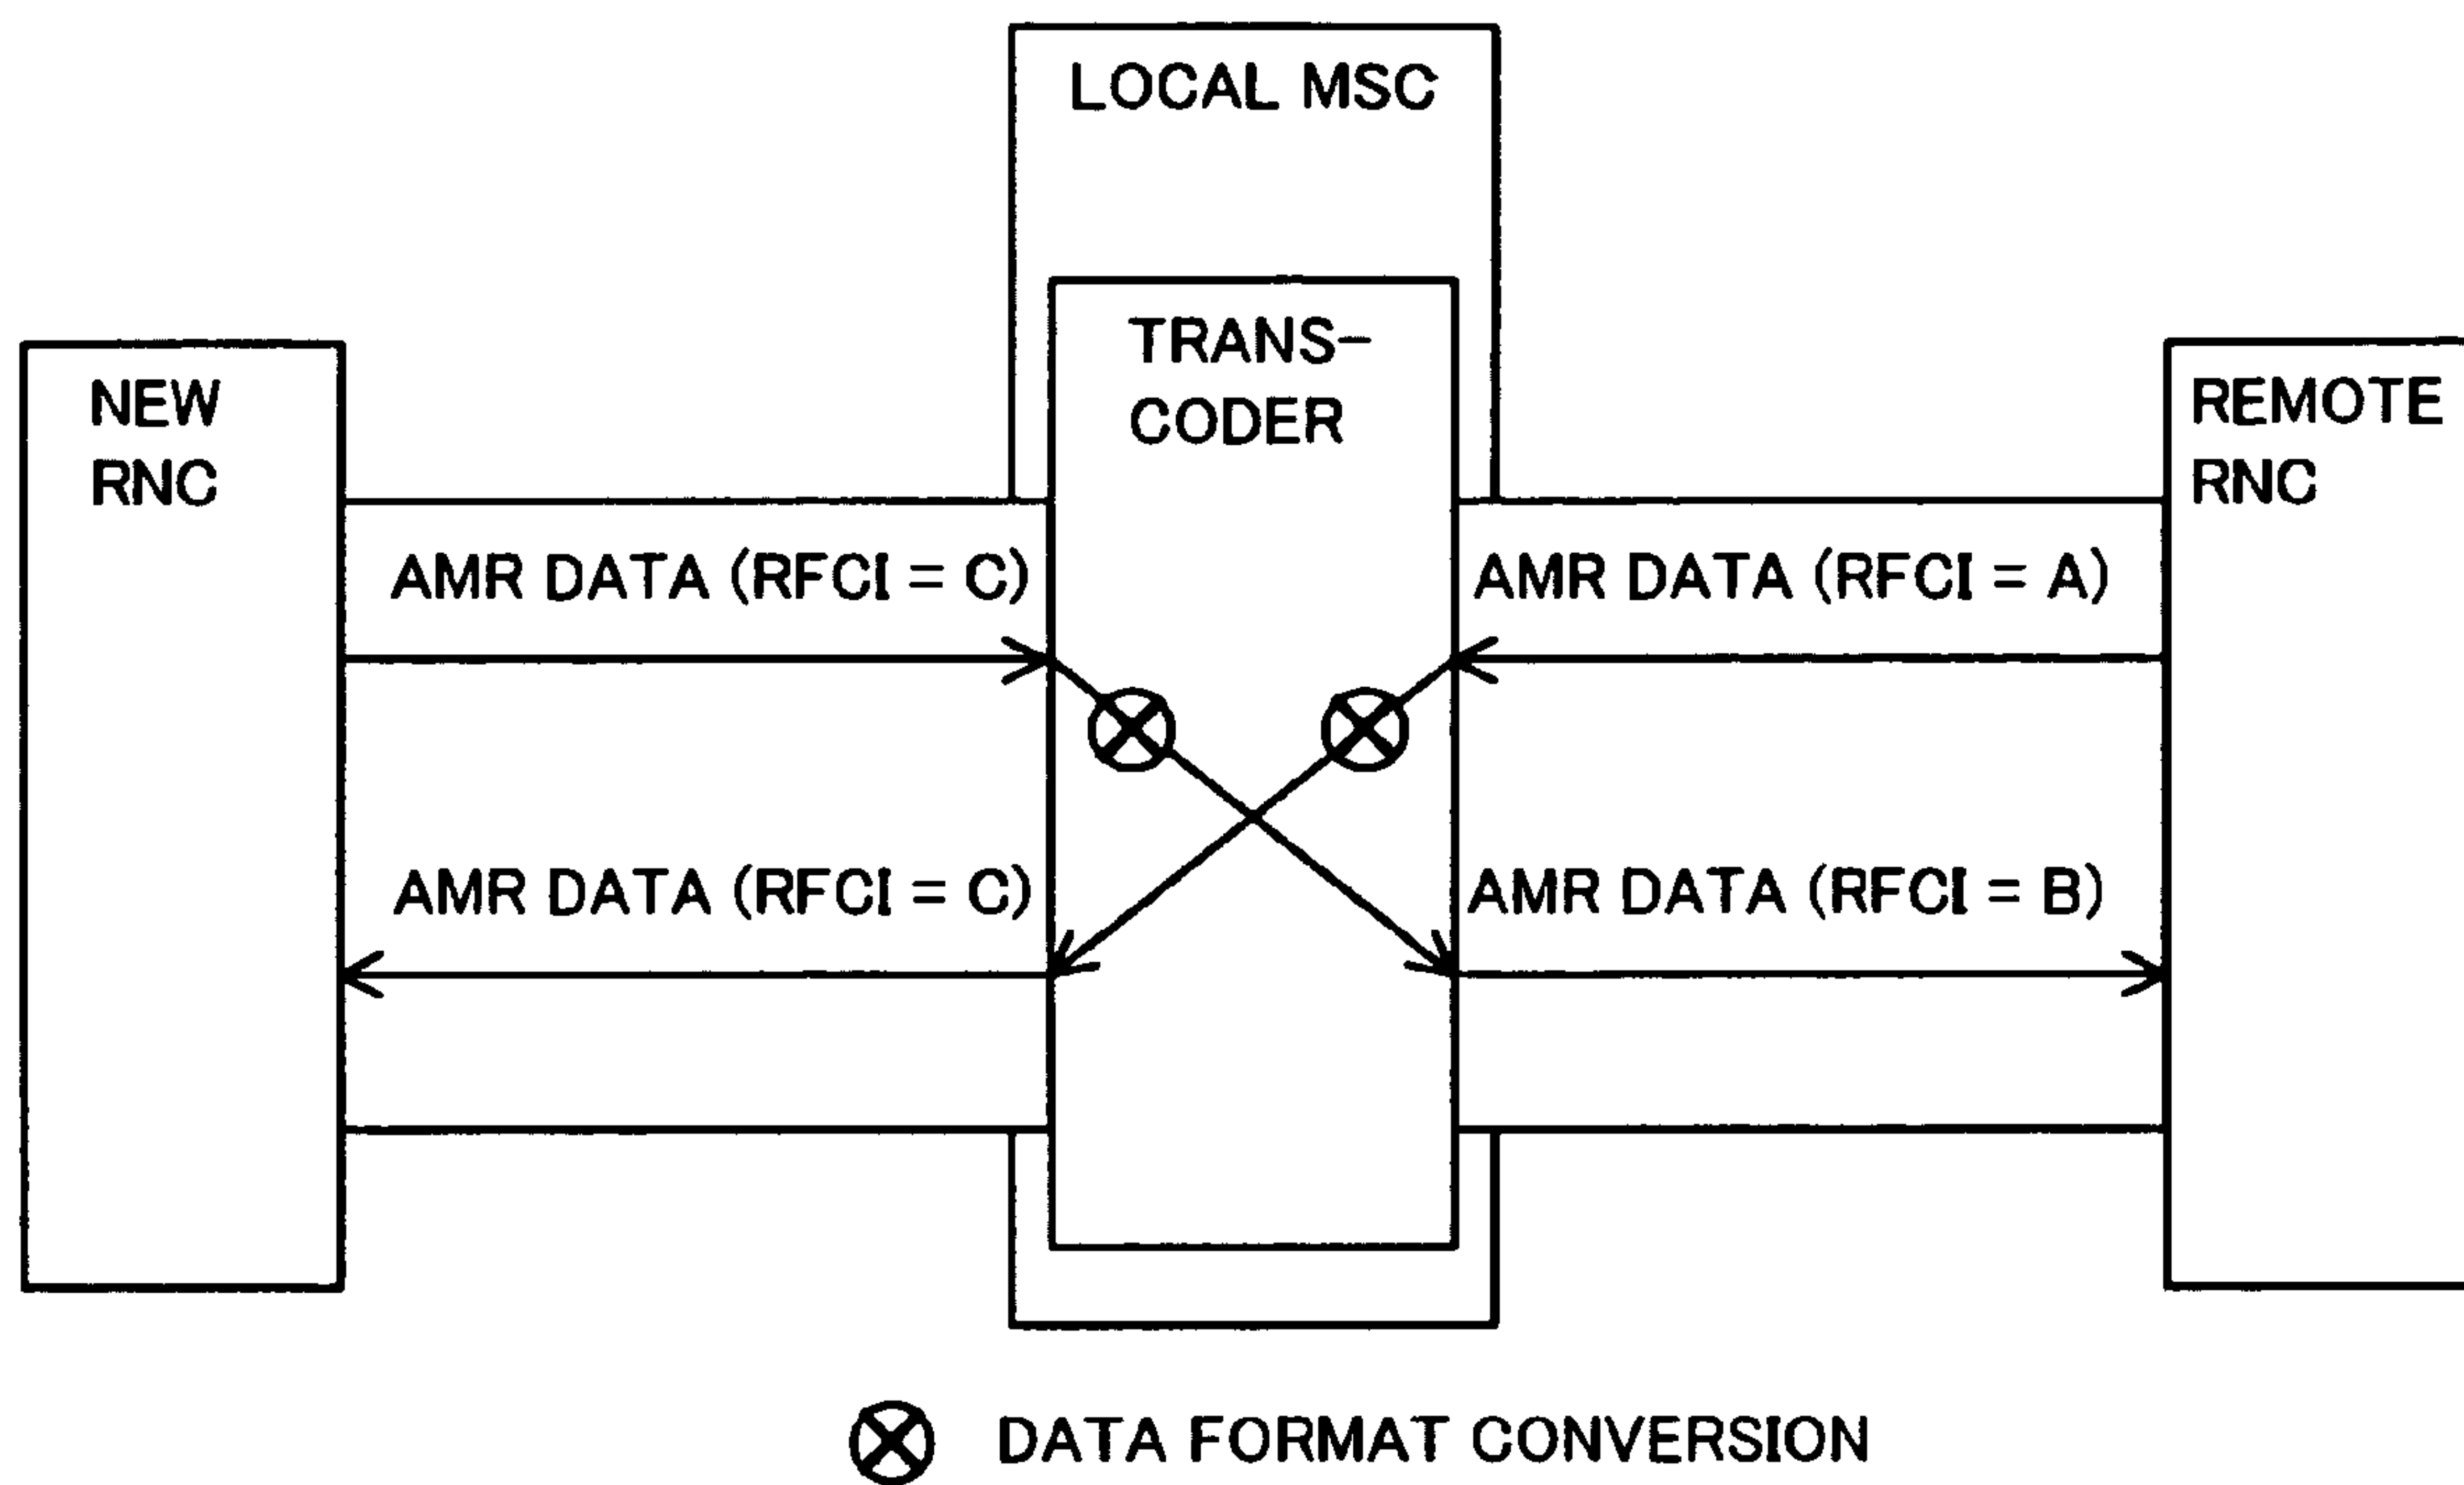 LOCAL MSC
TRANS-
CODER
NEW
RNC
REMOTE
RNC
AMR DATA (RFCI = C)
AMR DATA (RFCI = A)
AMR DATA (RFCI = C)
AMR DATA (RFCI = B)
DATA FORMAT CONVERSION